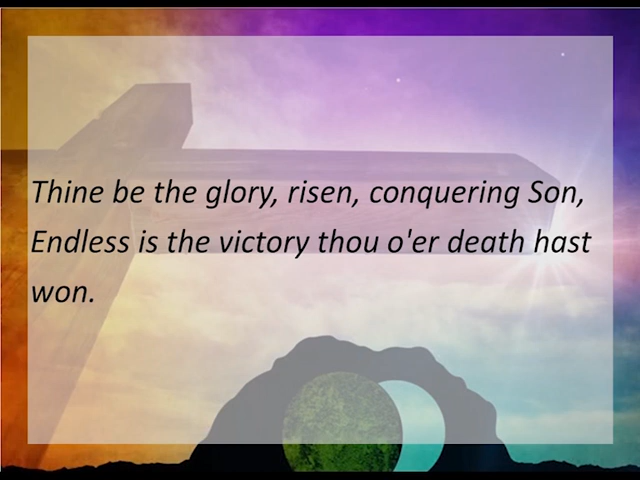 Thine be the glory, risen, conquering Son,
Endless is the victory thou o'er death hast
won.